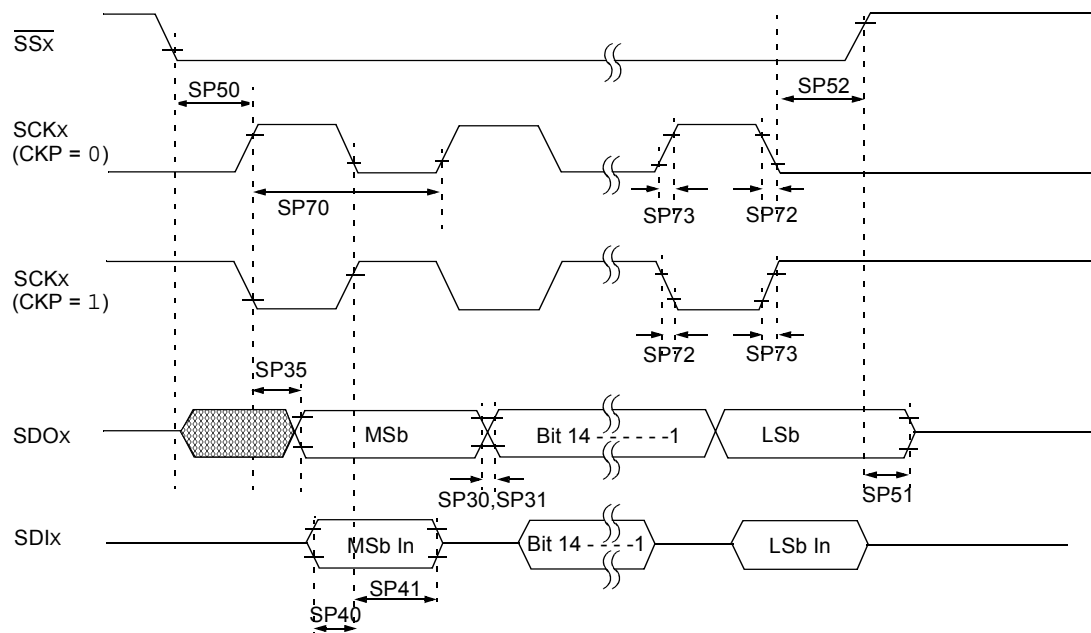 SSx
SP50
SP52
SCKx
(CKP = 0)
SP70
SP73
SP72
SCKx
(CKP = 1)
SP72
SP73
SP35
SDOx
MSb
Bit 14 - - - - - -1
LSb
SP30,SP31
SP51
SDIx
MSb In
Bit 14 - - - -1
LSb In
SP41
SP40